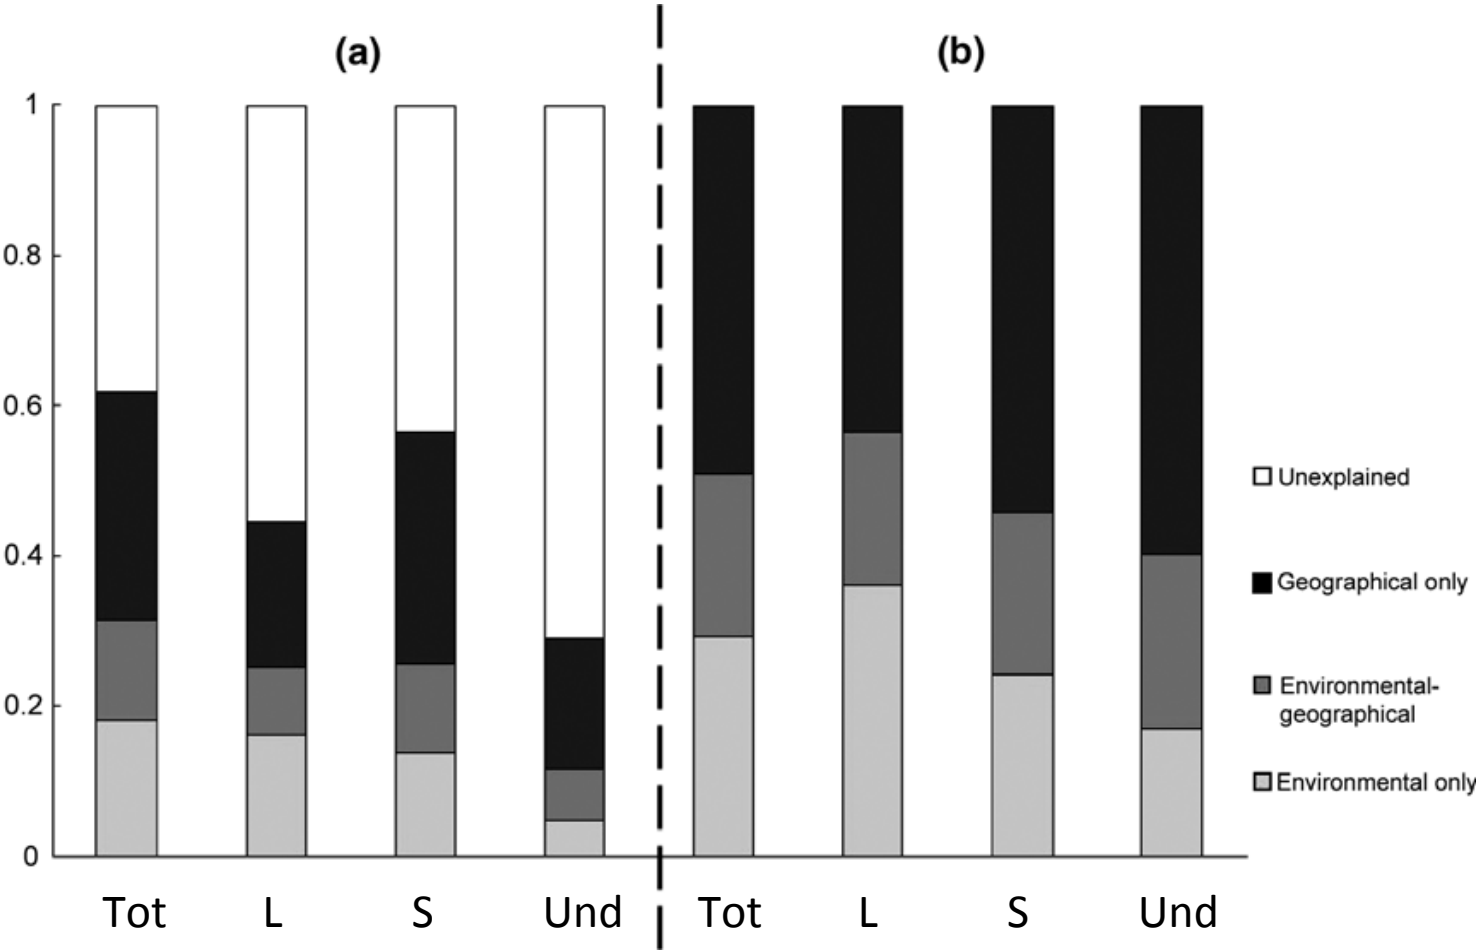 (a)
(b)
1
0.8
0.6
0.4
0.2
0
Tot L S Und Tot L S Und
Unexplained
Geographical only
Environmental-
geographical
Environmental only